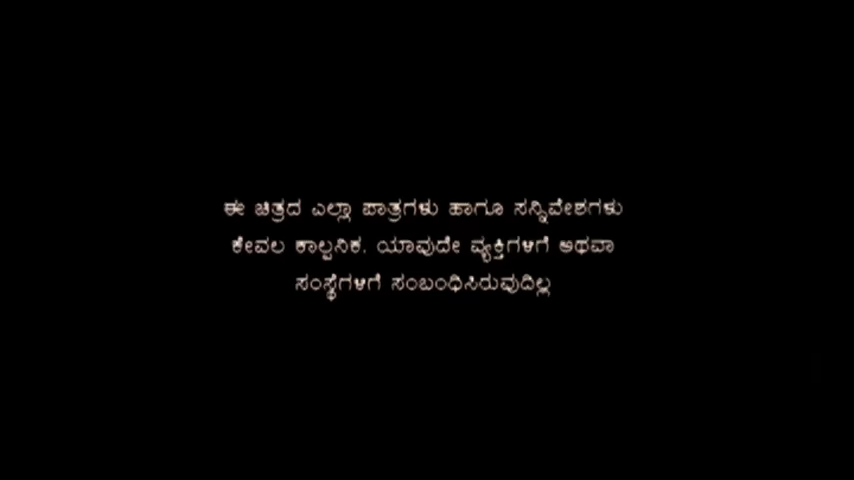 ಈ ಚಿತ್ರದ ಎಲ್ಲಾ ಪಾತ್ರಗಳು ಹಾಗೂ ಸನ್ನಿವೇಶಗಳು
ಕೇವಲ ಕಾಲ್ಪನಿಕ. ಯಾವುದೇ ವ್ಯಕ್ತಿಗಳಿಗೆ ಅಥವಾ
ಸಂಸ್ಥೆಗಳಿಗೆ ಸಂಬಂಧಿಸಿರುವುದಿಲ್ಲ